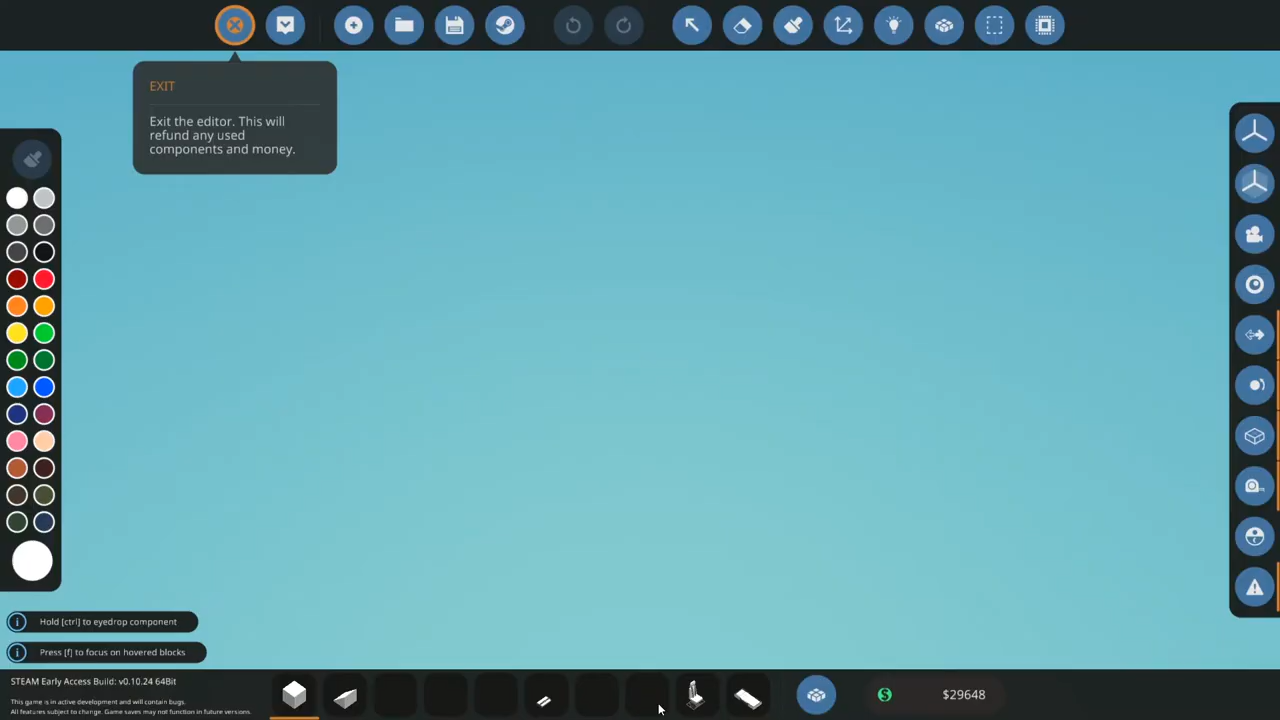 EXIT
Exit the editor. This will
refund any used
components and money.
Hold [ctrl] to eyedrop component
Press [f] to focus on hovered blocks
STEAM Early Access Build: v0.10.24 64Bit
This game is in active development and will contain bugs.
All features subject to change. Game saves may not function in future versions.
$29648